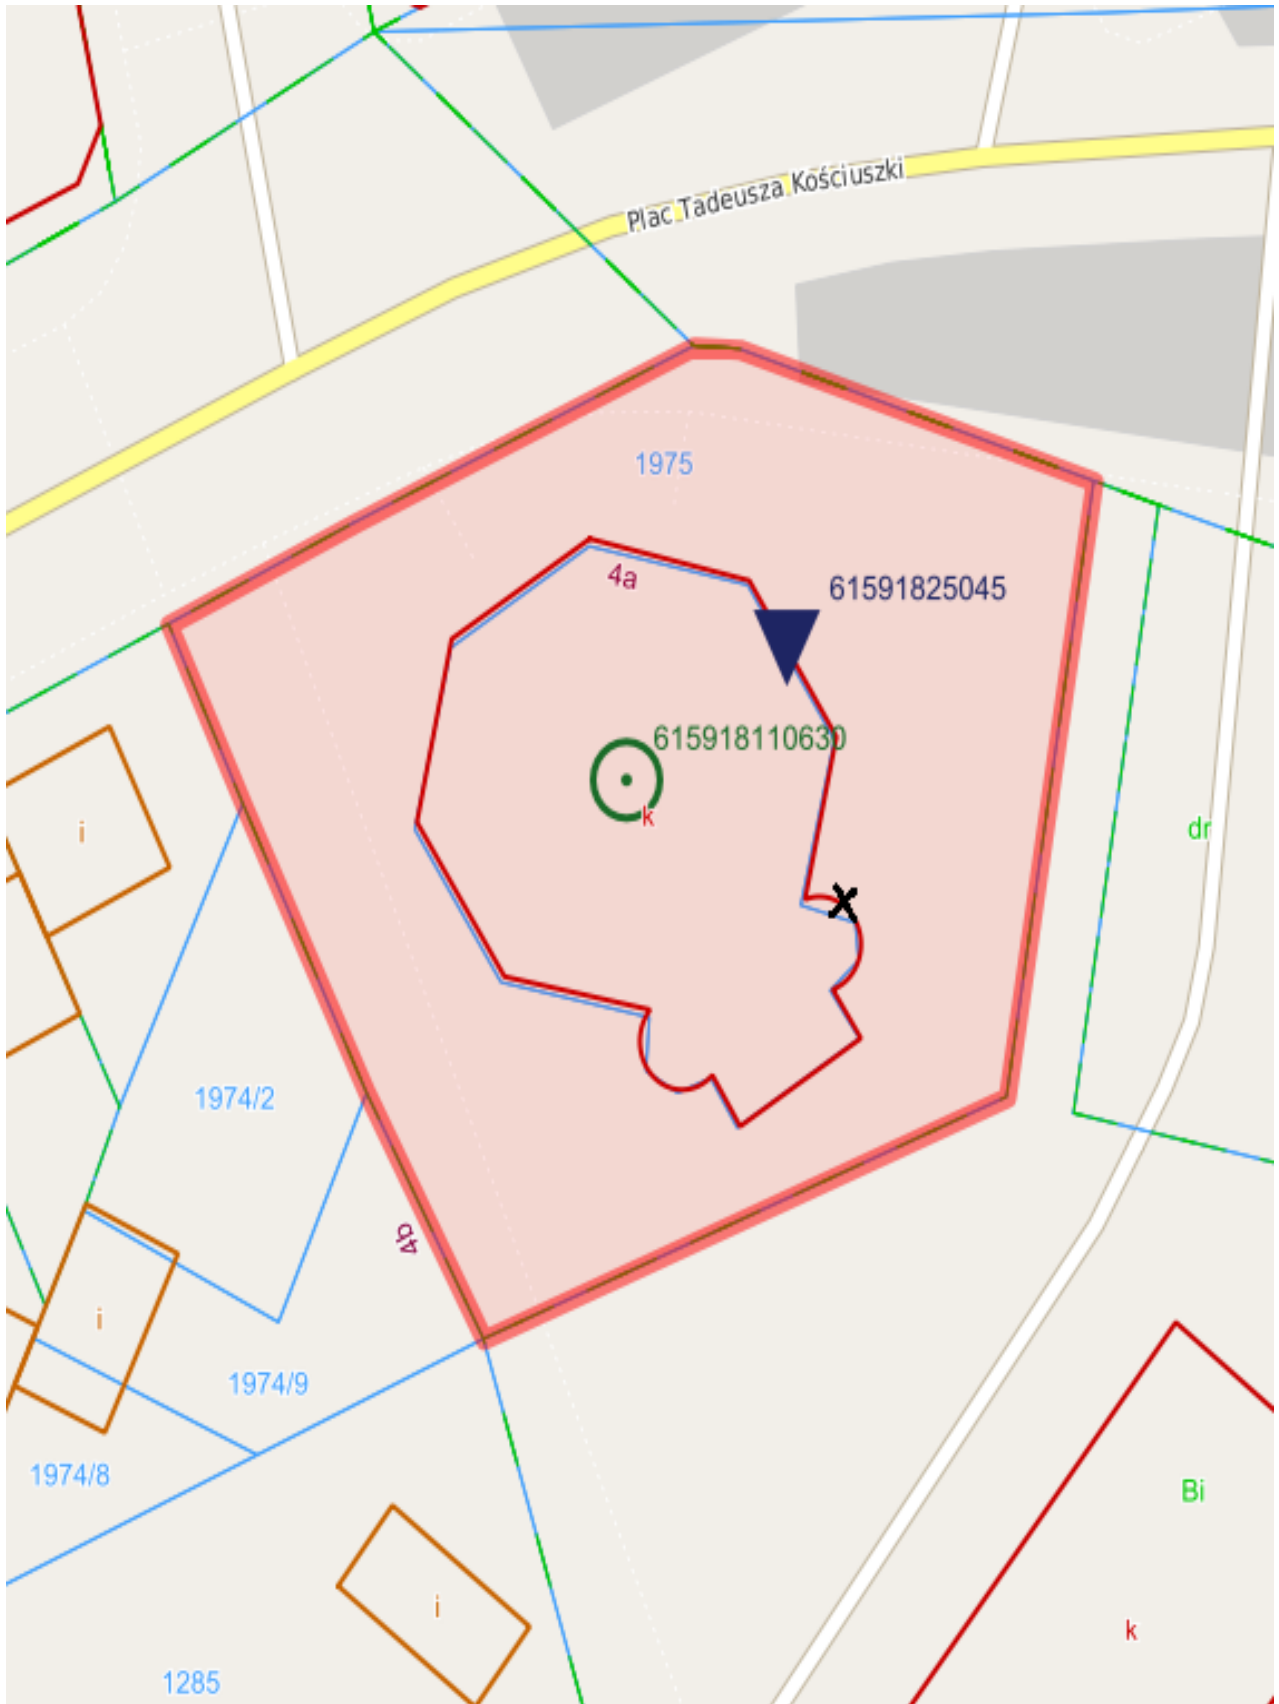 Plac Tadeusza Kościuszki
1975
4a
61591825045
615918110630
k
i
dr
1974/2
4b
i
1974/9
1974/8
Bi
i
k
1285